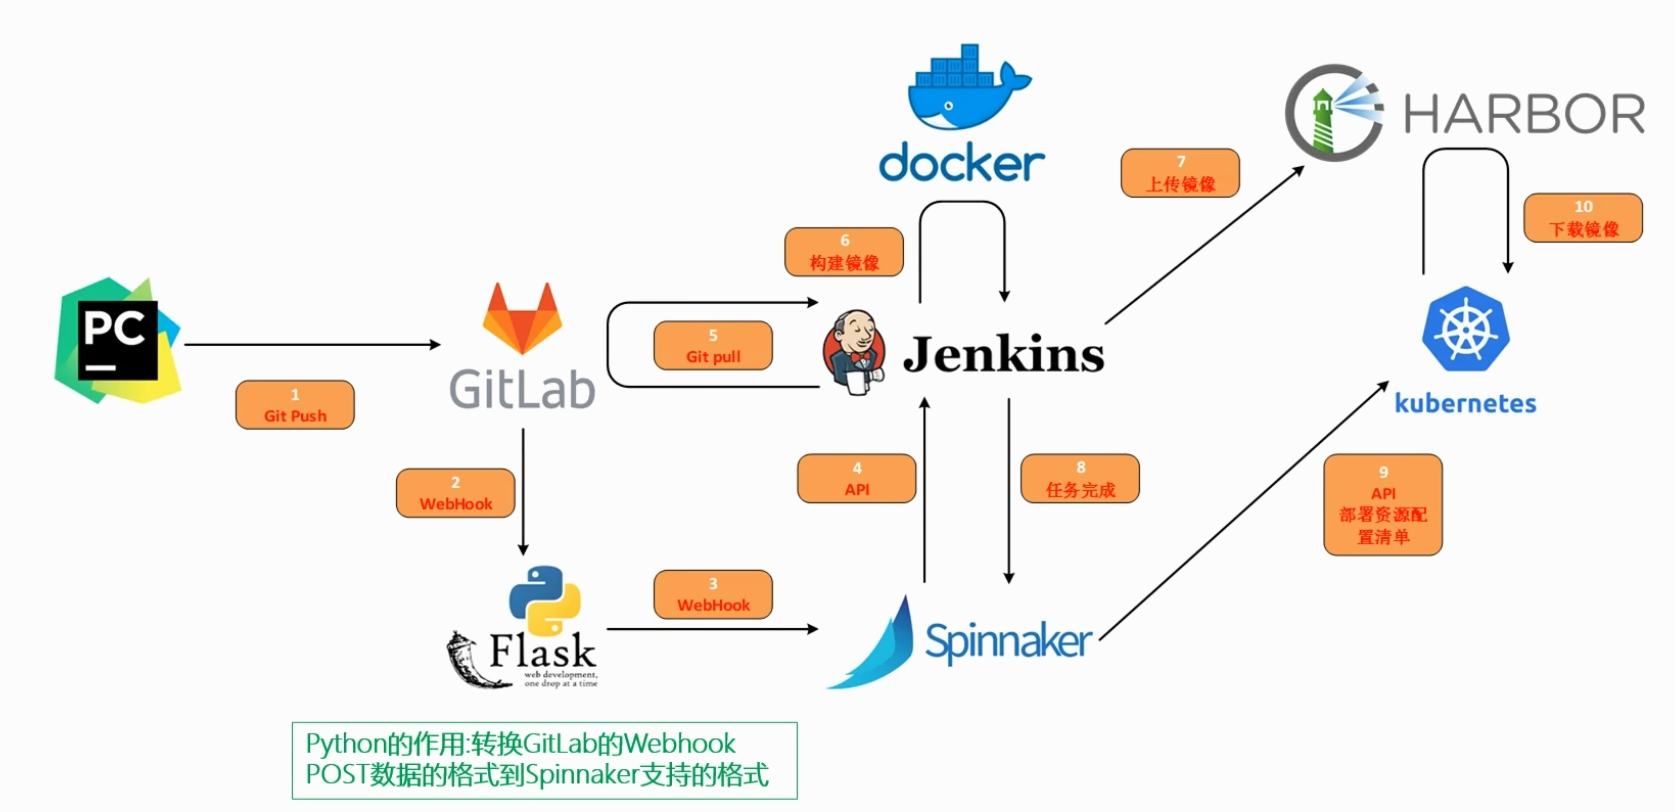 docker
HARBOR
7
上传镜像
10
下载镜像
6
构建镜像
PC
GitLab
5
Git pull
Jenkins
1
Git Push
kubernetes
2
WebHook
4
API
8
任务完成
9
API
部署资源配
置清单
3
WebHook
Flask
web development,
one drop at a time
Spinnaker
Python的作用:转换GitLab的Webhook
POST数据的格式到Spinnaker支持的格式